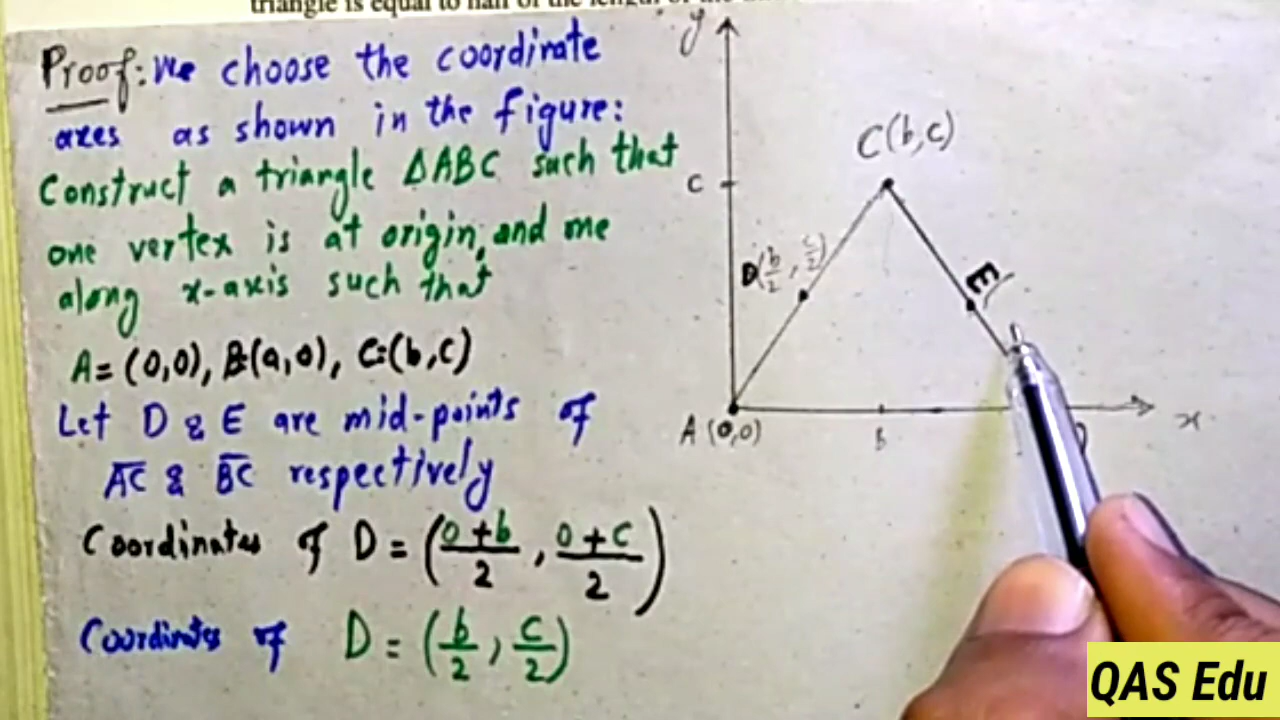 triangle is equal to half of the length of the
Proof: We choose the coordinate
axes as shown in the figure:
Construct a triangle ΔABC such that
one vertex is at origin, and one
along x-axis such that
A = (0,0), B:(a,0), C:(b,c)
Let D & E are mid-points of
A̅C̅ & B̅C̅ respectively
Coordinates of D = (0+b/2, 0+c/2)
Coordinates of D = (b/2, c/2)
y
C(b,c)
c
D(b/2, c/2)
E
A (0,0)
b
x
QAS Edu